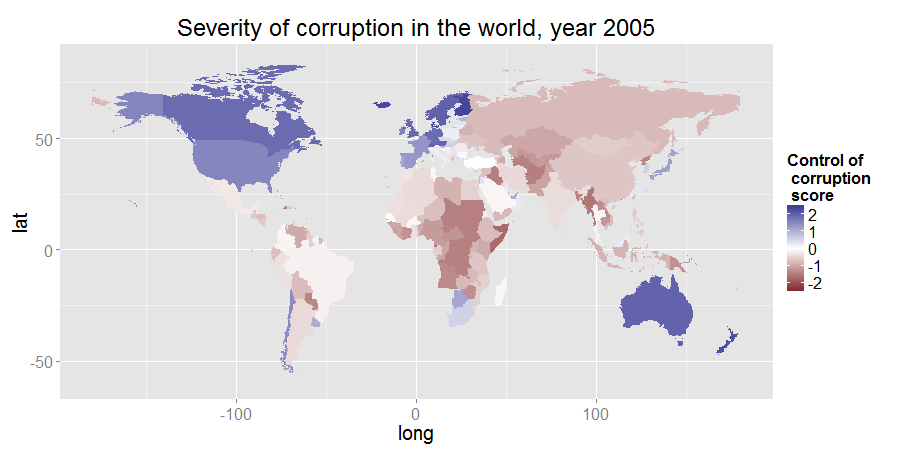 Severity of corruption in the world, year 2005
lat
50
0
-50
-100
0
100
long
Control of
corruption
score
2
1
0
-1
-2